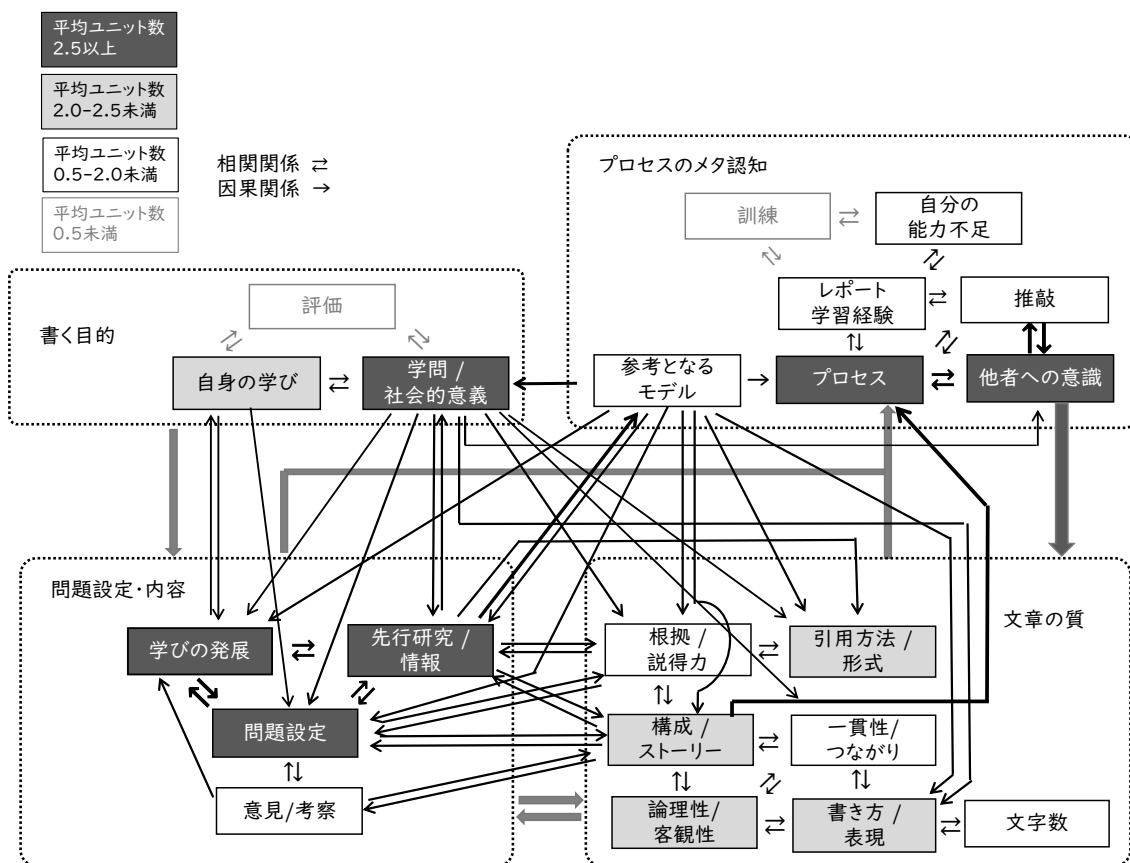 平均ユニット数
2.5以上
平均ユニット数
2.0-2.5未満
平均ユニット数
0.5-2.0未満
平均ユニット数
0.5未満
相関関係 ⇄
因果関係 →
プロセスのメタ認知
訓練
自分の
能力不足
レポート
学習経験
推敲
参考となる
モデル
プロセス
他者への意識
書く目的
評価
自身の学び
学問 /
社会的意義
問題設定・内容
学びの発展
先行研究 /
情報
問題設定
意見/考察
文章の質
根拠 /
説得力
引用方法 /
形式
構成 /
ストーリー
一貫性/
つながり
論理性/
客観性
書き方 /
表現
文字数